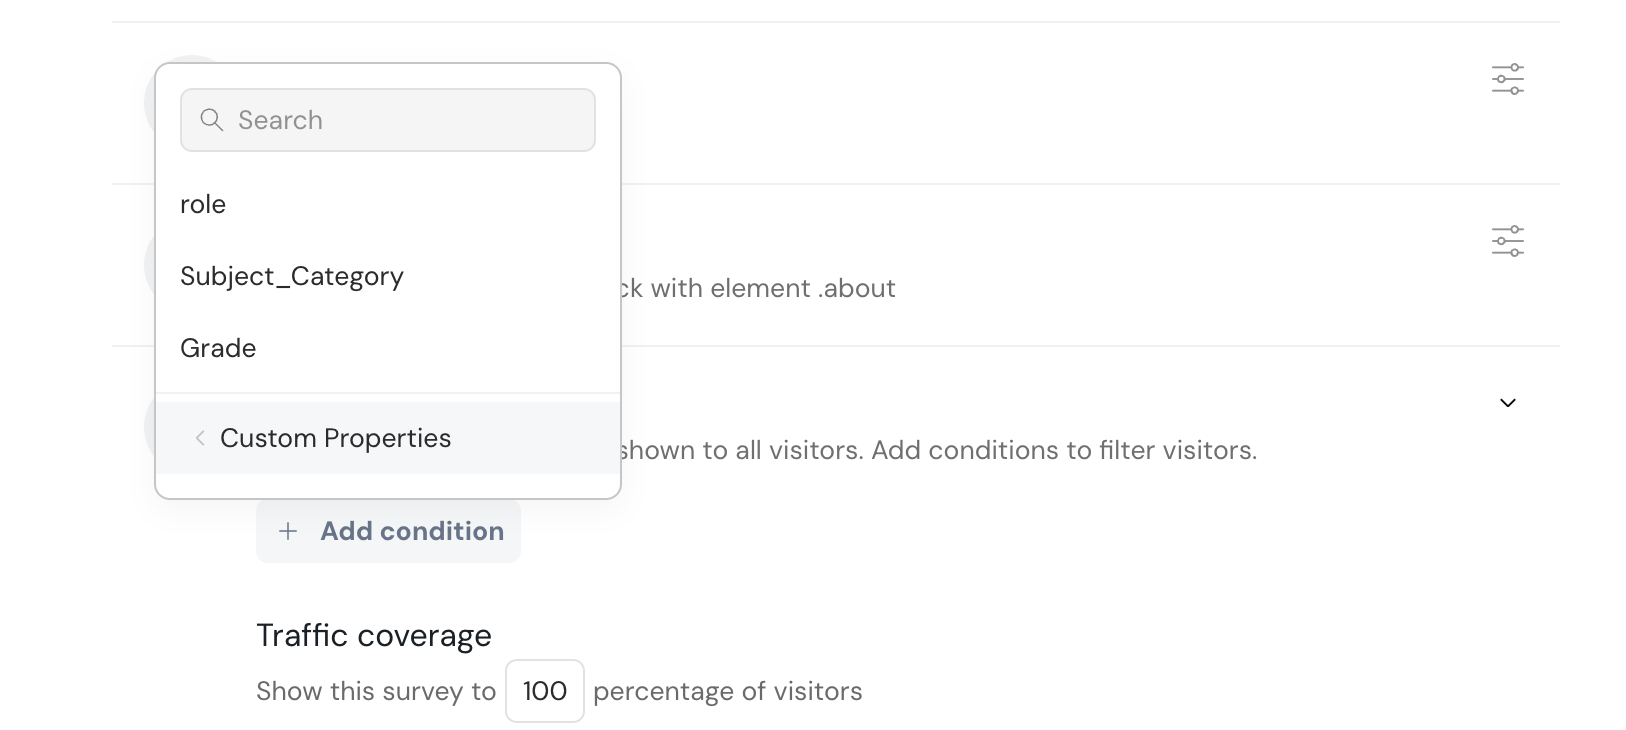 Search
role
Subject_Category
Grade
Custom Properties
with element .about
shown to all visitors. Add conditions to filter visitors.
Add condition
Traffic coverage
Show this survey to 100 percentage of visitors